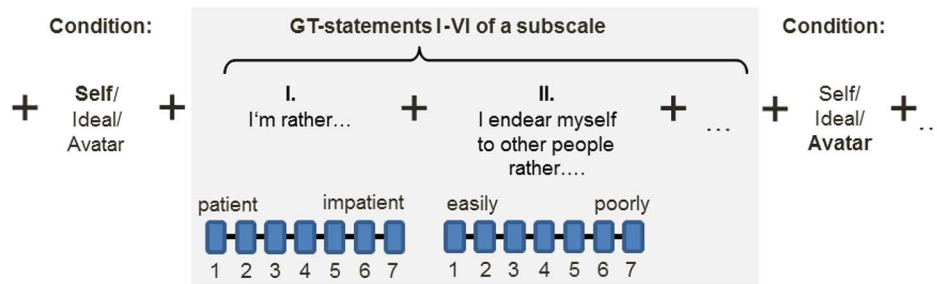 Condition:
GT-statements I-VI of a subscale
Condition:
+ Self/
Ideal/
Avatar
+
I.
I'm rather…
+
II.
I endear myself
to other people
rather….
+
…
+
Self/
Ideal/
Avatar
+..
patient impatient
1 2 3 4 5 6 7
easily poorly
1 2 3 4 5 6 7